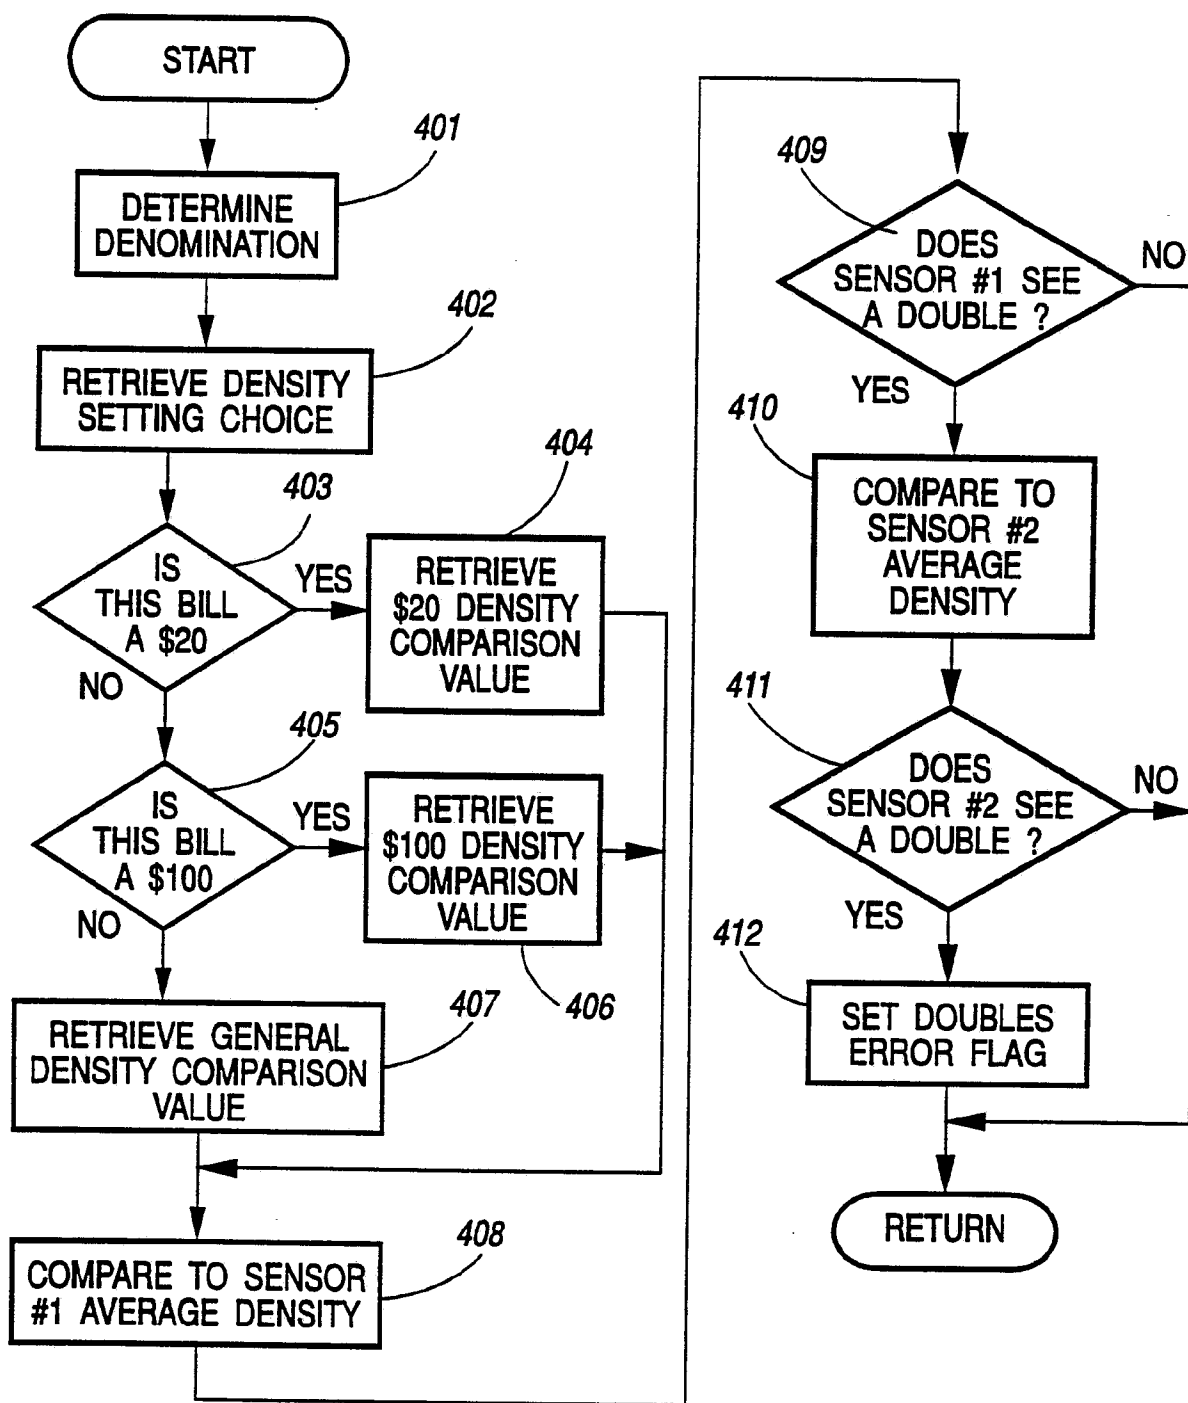 START
401
DETERMINE
DENOMINATION
402
RETRIEVE DENSITY
SETTING CHOICE
403
IS
THIS BILL
A $20
YES
NO
404
RETRIEVE
$20 DENSITY
COMPARISON
VALUE
405
IS
THIS BILL
A $100
YES
NO
RETRIEVE
$100 DENSITY
COMPARISON
VALUE
406
407
RETRIEVE GENERAL
DENSITY COMPARISON
VALUE
408
COMPARE TO SENSOR
#1 AVERAGE DENSITY
409
DOES
SENSOR #1 SEE
A DOUBLE ?
NO
YES
410
COMPARE TO
SENSOR #2
AVERAGE
DENSITY
411
DOES
SENSOR #2 SEE
A DOUBLE ?
NO
YES
412
SET DOUBLES
ERROR FLAG
RETURN